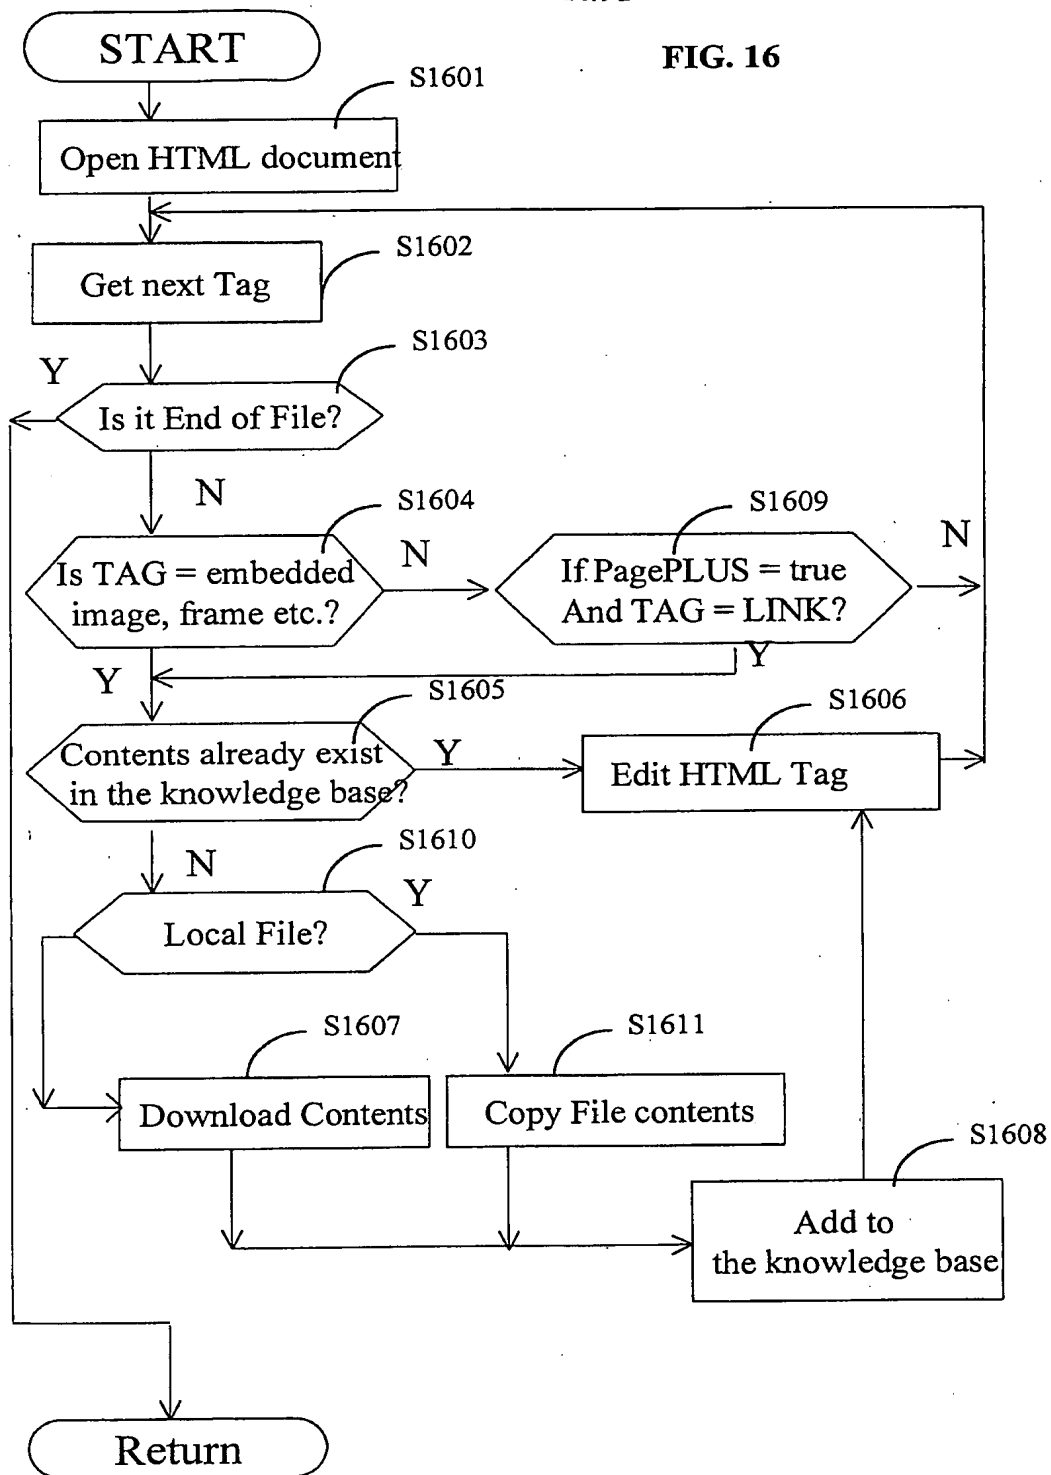 FIG. 16
START
S1601
Open HTML document
S1602
Get next Tag
S1603
Y
Is it End of File?
N
S1604
Is TAG = embedded
image, frame etc.?
N
S1609
If PagePLUS = true
And TAG = LINK?
N
Y
Y
S1605
Contents already exist
in the knowledge base?
Y
S1606
Edit HTML Tag
N
S1610
Local File?
Y
S1607
Download Contents
S1611
Copy File contents
S1608
Add to
the knowledge base
Return